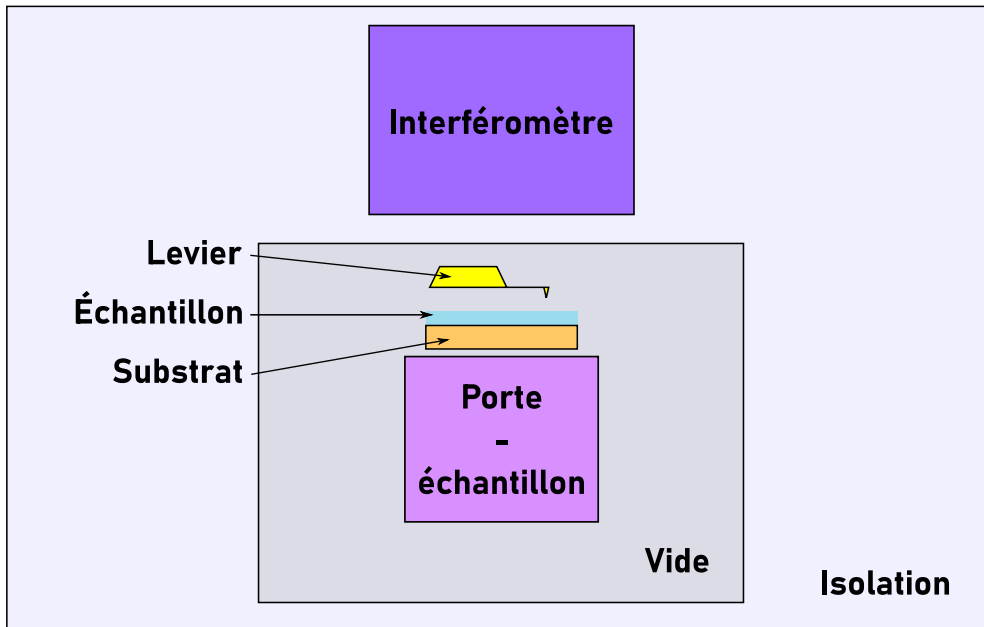 Interféromètre
Levier
Échantillon
Substrat
Porte
-
échantillon
Vide
Isolation